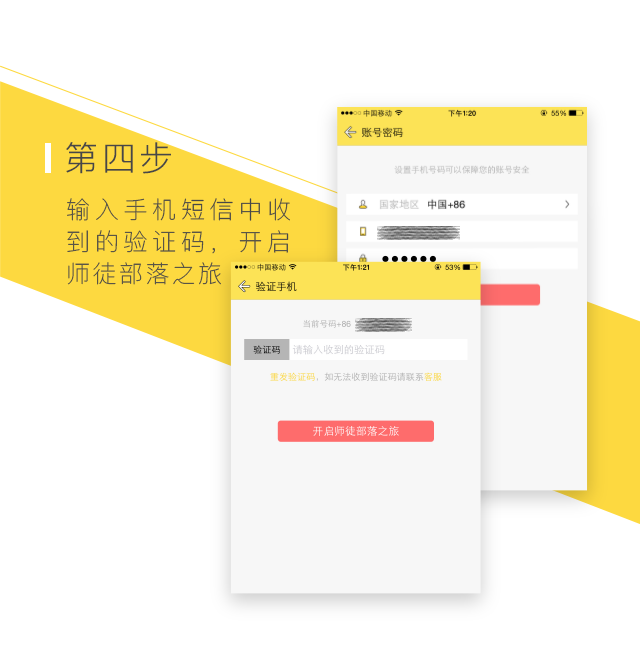 第四步
输入手机短信中收
到的验证码，开启
师徒部落之旅
中国移动 下午1:20 55%
账号密码
设置手机号码可以保障您的账号安全
国家地区 中国+86
中国移动 下午1:21 53%
验证手机
当前号码+86
验证码 请输入收到的验证码
重发验证码，如无法收到验证码请联系客服
开启师徒部落之旅